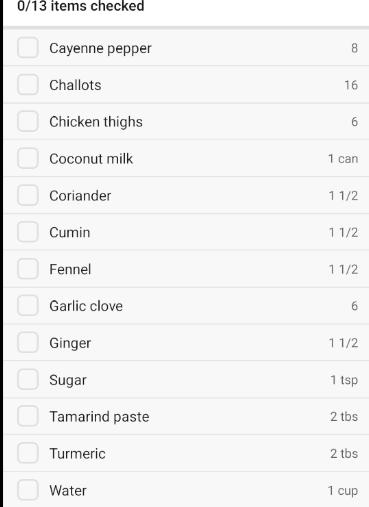 0/13 items checked
Cayenne pepper 8
Challots 16
Chicken thighs 6
Coconut milk 1 can
Coriander 1 1/2
Cumin 1 1/2
Fennel 1 1/2
Garlic clove 6
Ginger 1 1/2
Sugar 1 tsp
Tamarind paste 2 tbs
Turmeric 2 tbs
Water 1 cup